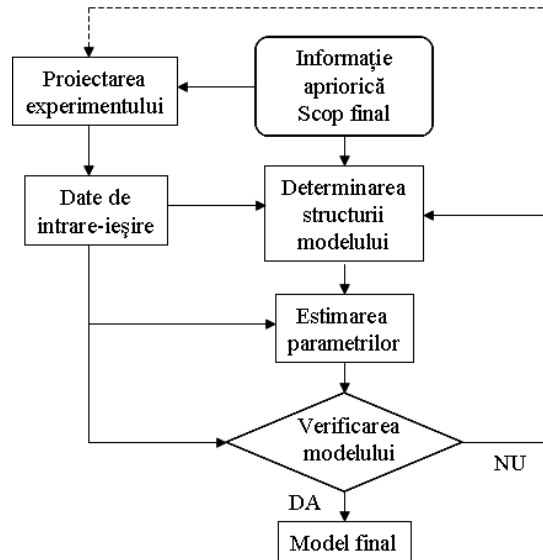 Informație
apriorică
Scop final
Proiectarea
experimentului
Date de
intrare-ieşire
Determinarea
structurii
modelului
Estimarea
parametrilor
Verificarea
modelului
NU
DA
Model final